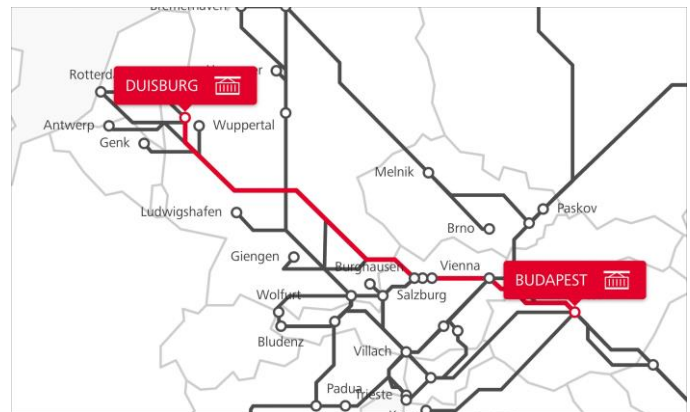 Bremerhaven
Rotterd
DUISBURG
Antwerp
Wuppertal
Genk
Melnik
Paskov
Ludwigshafen
Brno
Giengen
Burghausen
Vienna
BUDAPEST
Wolfurt
Salzburg
Bludenz
Villach
Padua
Trieste